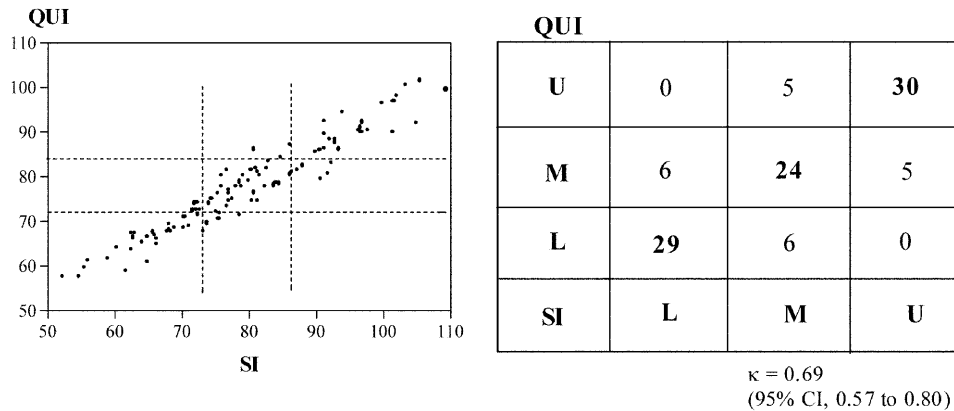 QUI
110
100
90
80
70
60
50
50 60 70 80 90 100 110
SI
QUI
U 0 5 30
M 6 24 5
L 29 6 0
SI L M U
κ = 0.69
(95% CI, 0.57 to 0.80)